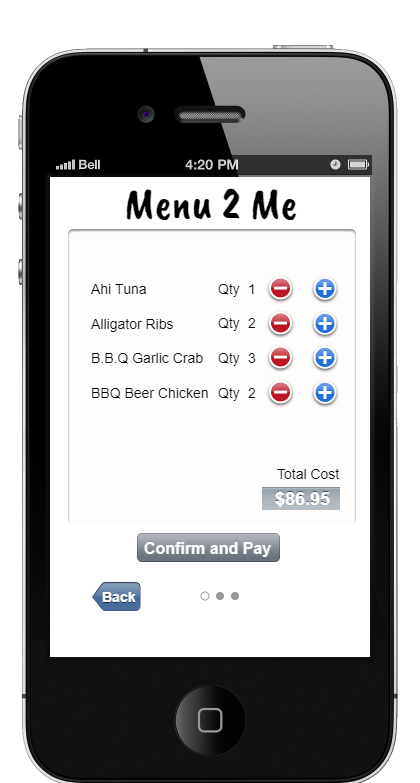 Bell 4:20 PM
Menu 2 Me
Ahi Tuna Qty 1
Alligator Ribs Qty 2
B.B.Q Garlic Crab Qty 3
BBQ Beer Chicken Qty 2
Total Cost
$86.95
Confirm and Pay
Back